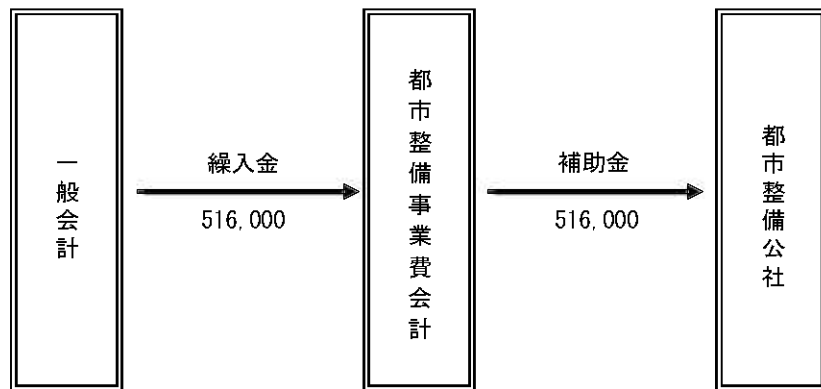 一般会計
繰入金
516,000
都市整備事業費会計
補助金
516,000
都市整備公社